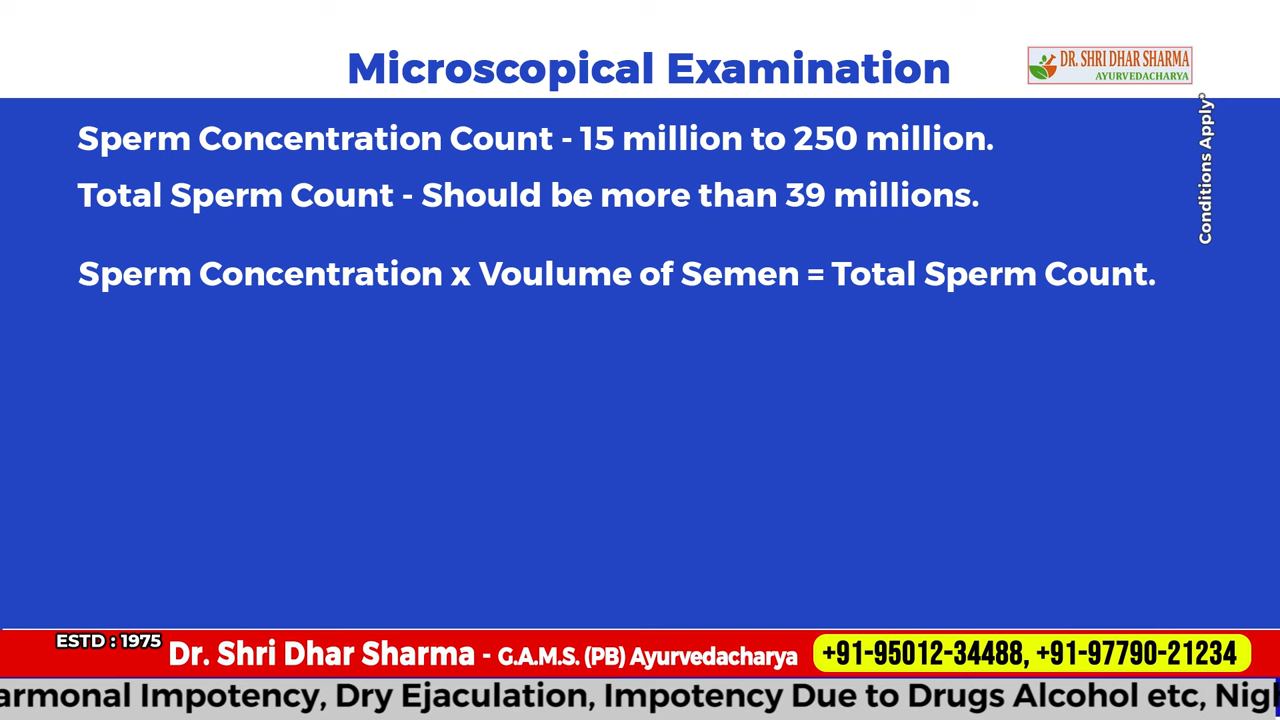 Microscopical Examination
DR. SHRI DHAR SHARMA
AYURVEDACHARYA
Conditions Apply°
Sperm Concentration Count - 15 million to 250 million.
Total Sperm Count - Should be more than 39 millions.
Sperm Concentration x Voulume of Semen = Total Sperm Count.
ESTD : 1975
Dr. Shri Dhar Sharma - G.A.M.S. (PB) Ayurvedacharya
+91-95012-34488, +91-97790-21234
armonal Impotency, Dry Ejaculation, Impotency Due to Drugs Alcohol etc, Nig